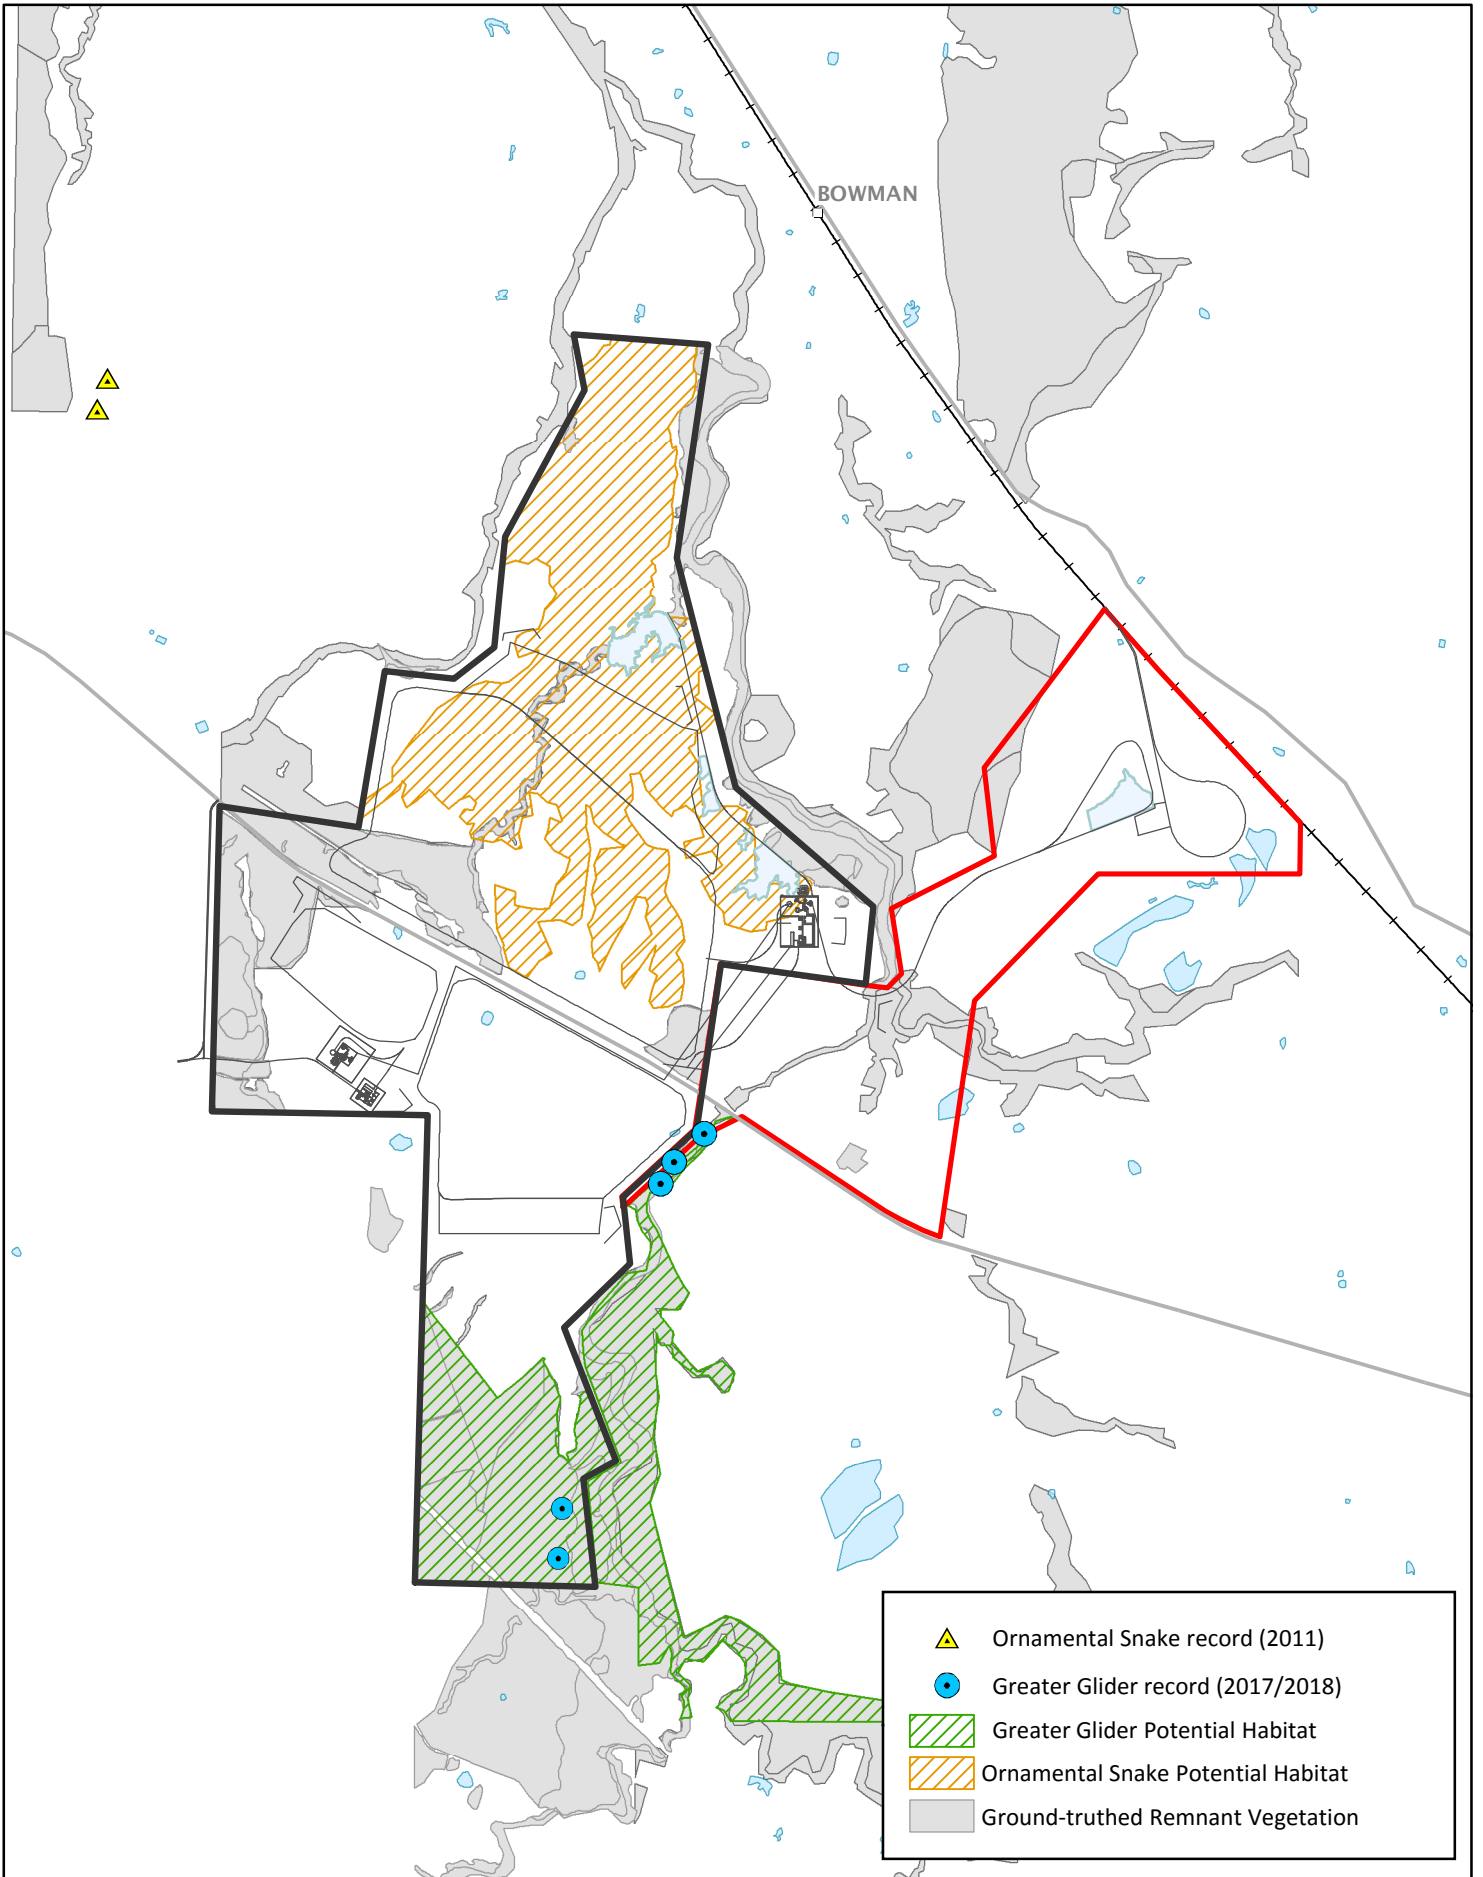 BOWMAN
Ornamental Snake record (2011)
Greater Glider record (2017/2018)
Greater Glider Potential Habitat
Ornamental Snake Potential Habitat
Ground-truthed Remnant Vegetation